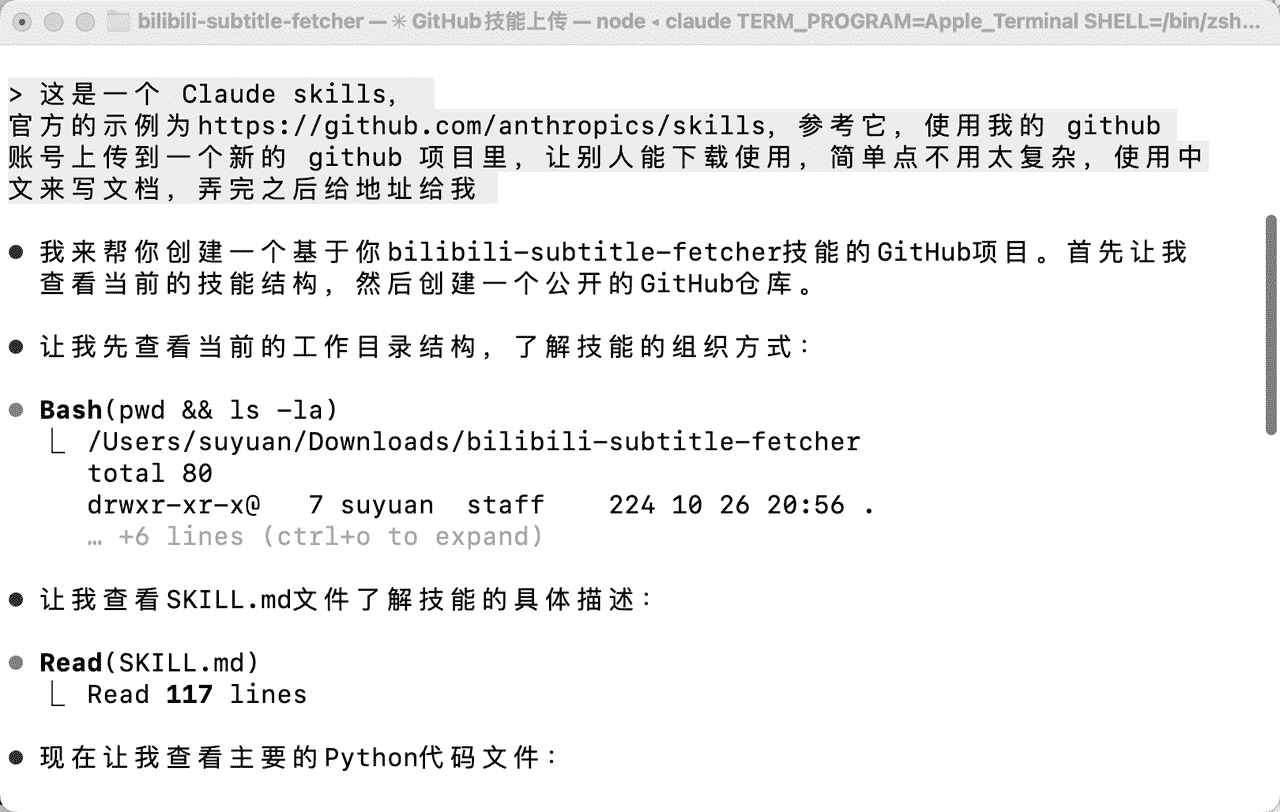 bilibili-subtitle-fetcher — ✳ GitHub技能上传 — node ◂ claude TERM_PROGRAM=Apple_Terminal SHELL=/bin/zsh...
> 这是一个 Claude skills,
官方的示例为https://github.com/anthropics/skills, 参考它, 使用我的 github
账号上传到一个新的 github 项目里, 让别人能下载使用, 简单点不用太复杂, 使用中
文来写文档, 弄完之后给地址给我
● 我来帮你创建一个基于你bilibili-subtitle-fetcher技能的GitHub项目。首先让我
查看当前的技能结构, 然后创建一个公开的GitHub仓库。
● 让我先查看当前的工作目录结构, 了解技能的组织方式:
● Bash(pwd && ls -la)
⎿ /Users/suyuan/Downloads/bilibili-subtitle-fetcher
total 80
drwxr-xr-x@ 7 suyuan staff 224 10 26 20:56 .
… +6 lines (ctrl+o to expand)
● 让我查看SKILL.md文件了解技能的具体描述:
● Read(SKILL.md)
⎿ Read 117 lines
● 现在让我查看主要的Python代码文件: